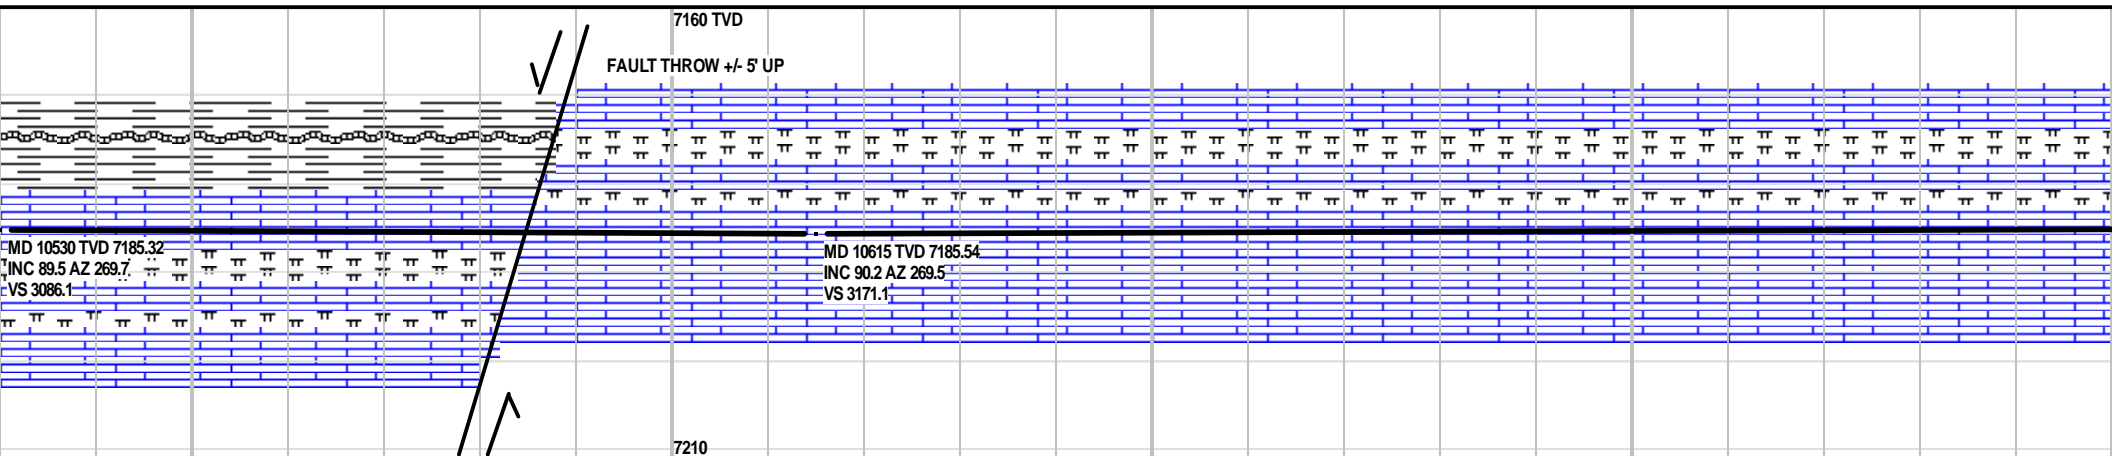 7160 TVD
FAULT THROW +/- 5' UP
MD 10530 TVD 7185.32
INC 89.5 AZ 269.7
VS 3086.1
MD 10615 TVD 7185.54
INC 90.2 AZ 269.5
VS 3171.1
7210